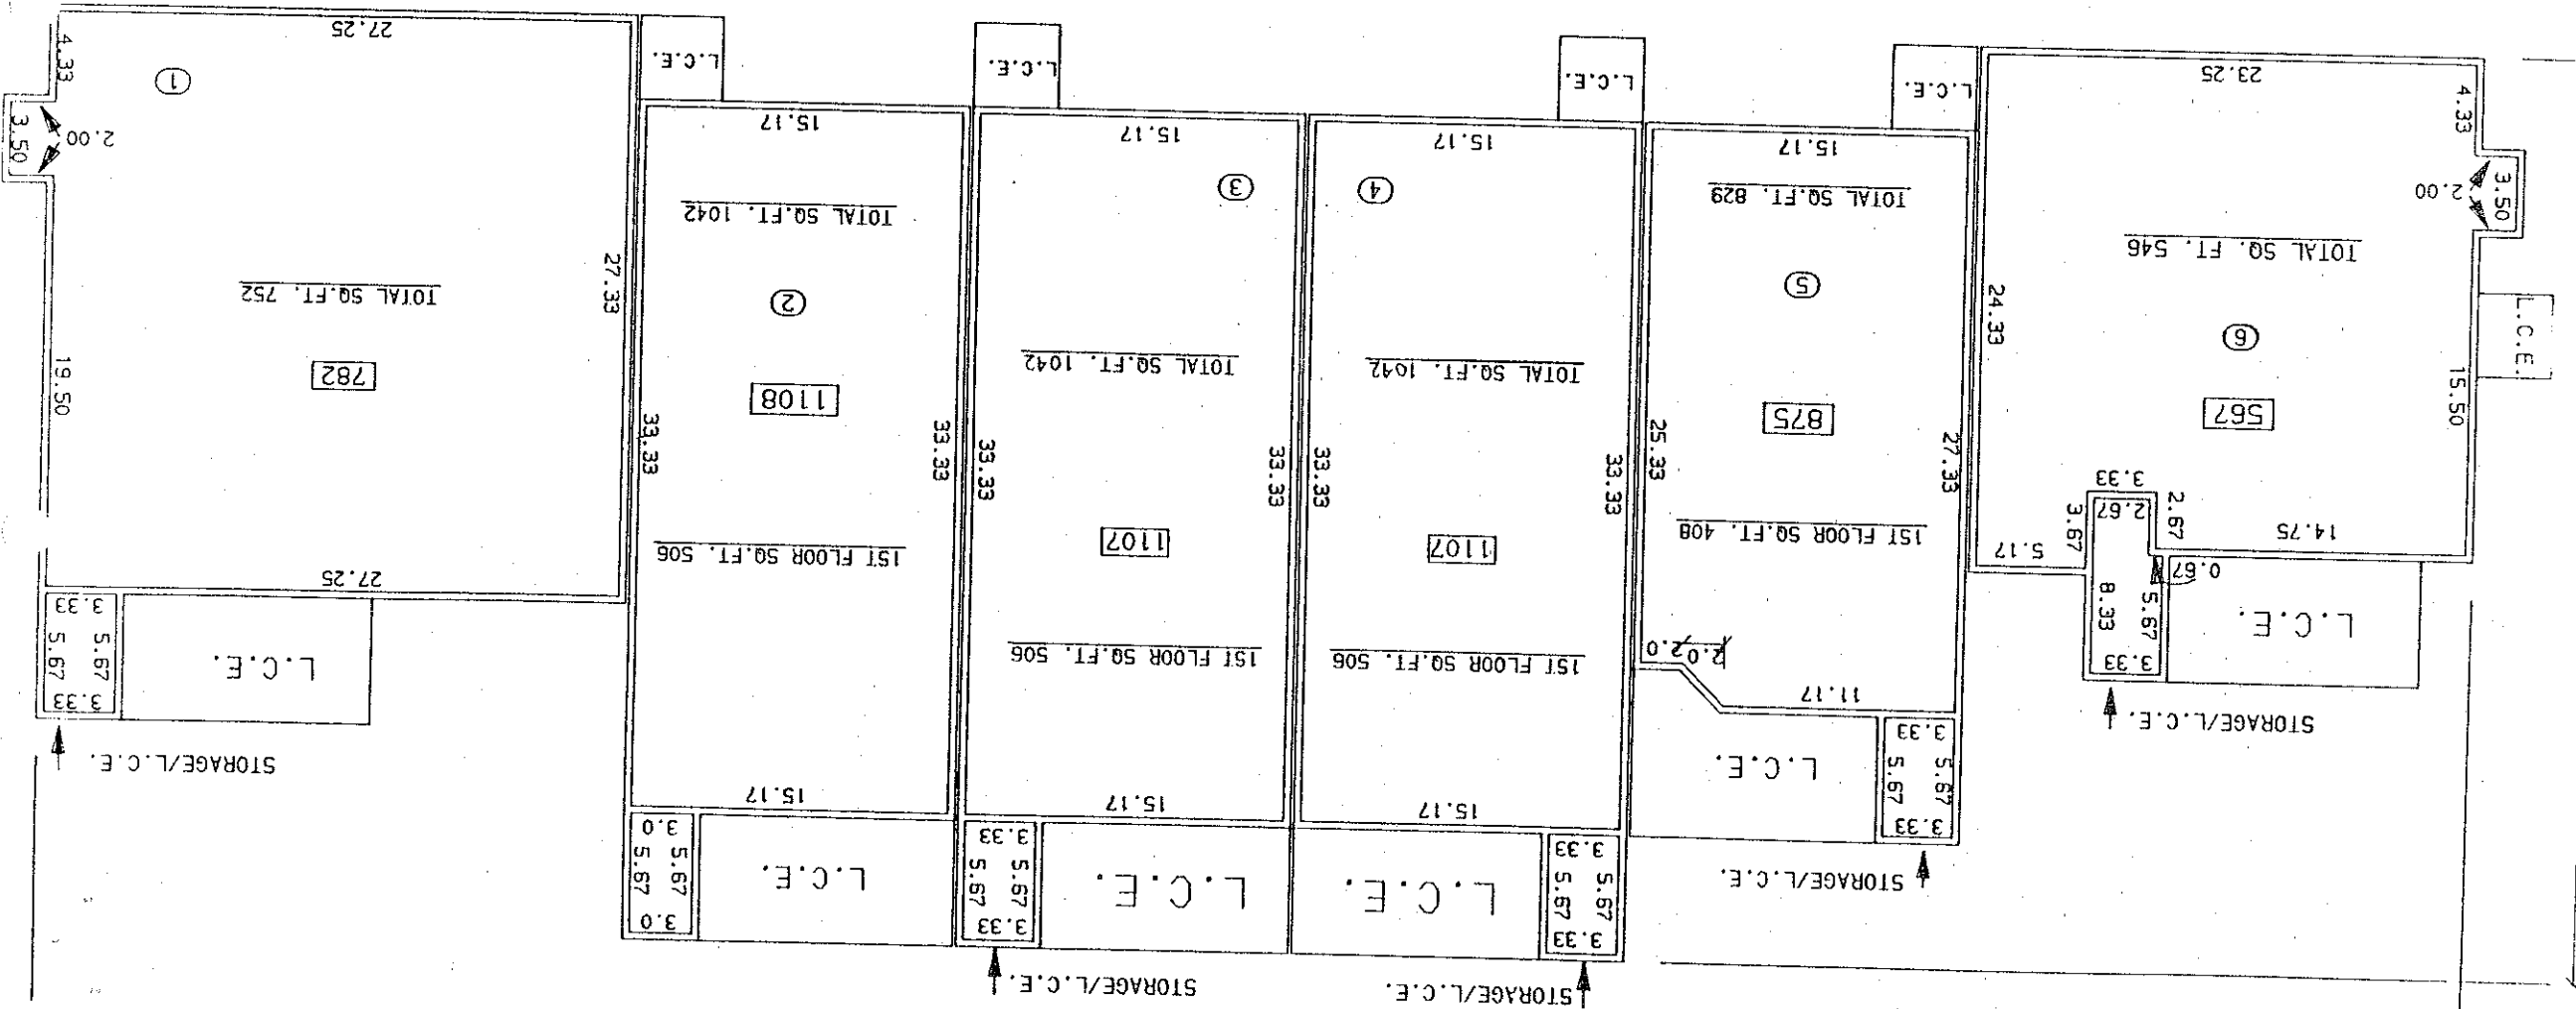 STORAGE/L.C.E.
STORAGE/L.C.E.
STORAGE/L.C.E.
STORAGE/L.C.E.
STORAGE/L.C.E.
L.C.E.
3.33
5.67
5.67
8.33
0.67
14.75
2.67
2.67
3.33
3.67
5.17
567
6
TOTAL SQ. FT. 546
15.50
24.33
L.C.E.
3.50
2.00
4.33
23.25
L.C.E.
3.33
5.67
5.67
3.33
L.C.E.
11.17
2.0
2.0
1ST FLOOR SQ.FT. 408
27.33
25.33
875
5
TOTAL SQ.FT. 829
15.17
L.C.E.
3.33
5.67
5.67
3.33
L.C.E.
15.17
1ST FLOOR SQ.FT. 506
1107
33.33
33.33
TOTAL SQ.FT. 1042
4
15.17
L.C.E.
L.C.E.
3.33
5.67
5.67
3.33
15.17
1ST FLOOR SQ.FT. 506
1107
33.33
33.33
TOTAL SQ.FT. 1042
3
15.17
L.C.E.
L.C.E.
3.0
5.67
5.67
3.0
15.17
1ST FLOOR SQ.FT. 506
33.33
33.33
1108
2
TOTAL SQ.FT. 1042
15.17
L.C.E.
L.C.E.
3.33
5.67
5.67
3.33
27.25
782
19.50
TOTAL SQ.FT. 752
27.33
3.50
2.00
1
4.33
27.25